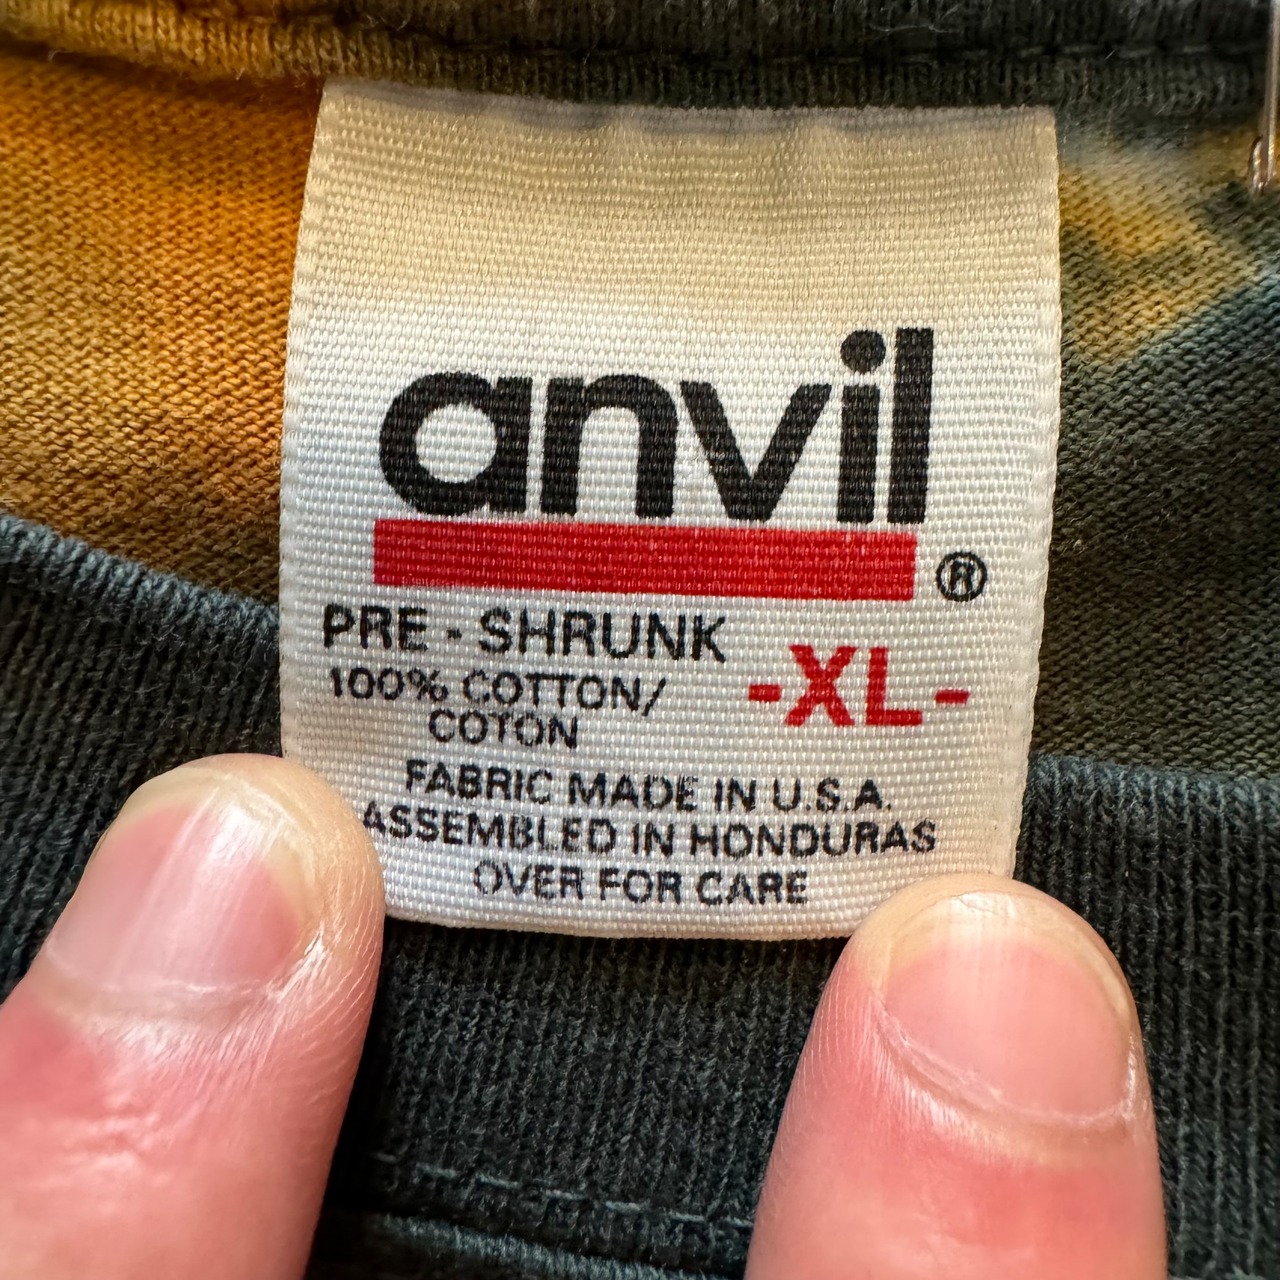 anvil
®
PRE - SHRUNK
100% COTTON/
COTON
-XL-
FABRIC MADE IN U.S.A.
ASSEMBLED IN HONDURAS
OVER FOR CARE